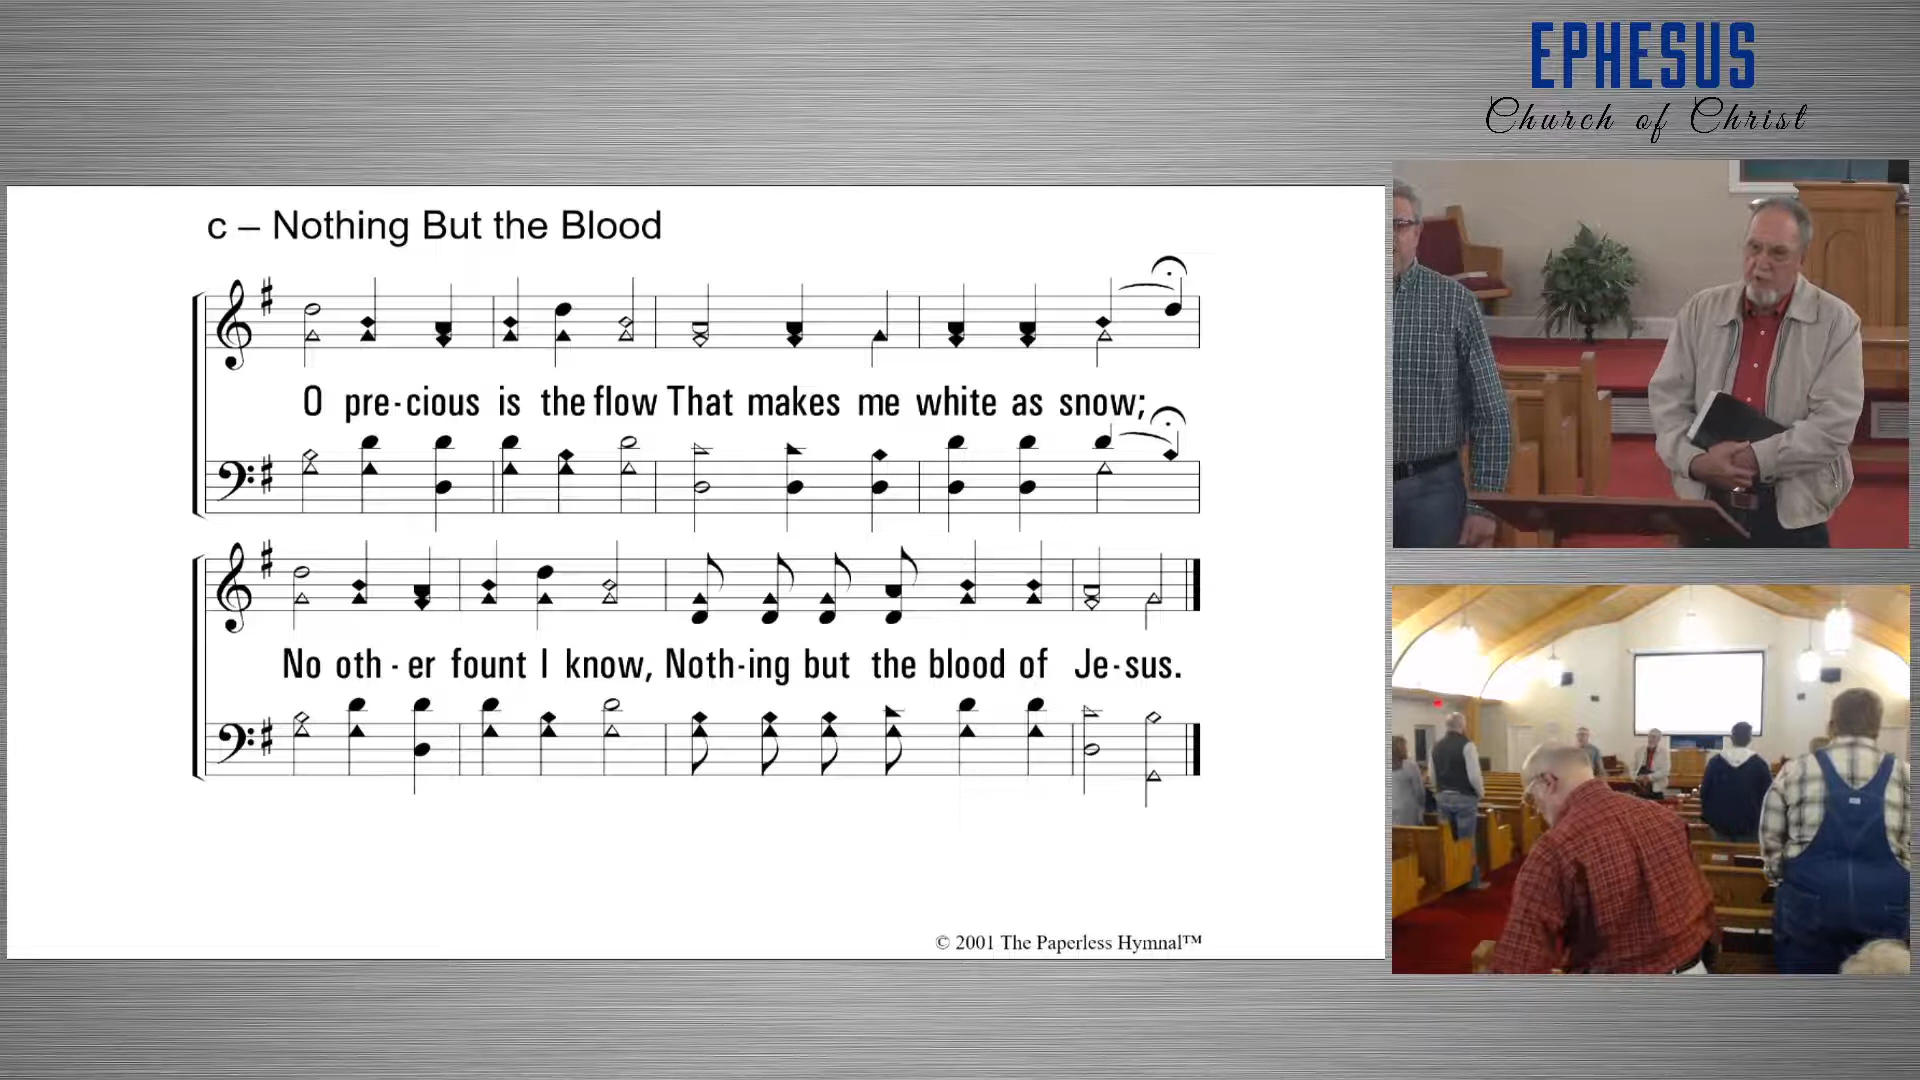 EPHESUS
Church of Christ
c – Nothing But the Blood
O pre-cious is the flow That makes me white as snow;
No oth - er fount I know, Noth-ing but the blood of Je-sus.
© 2001 The Paperless Hymnal™